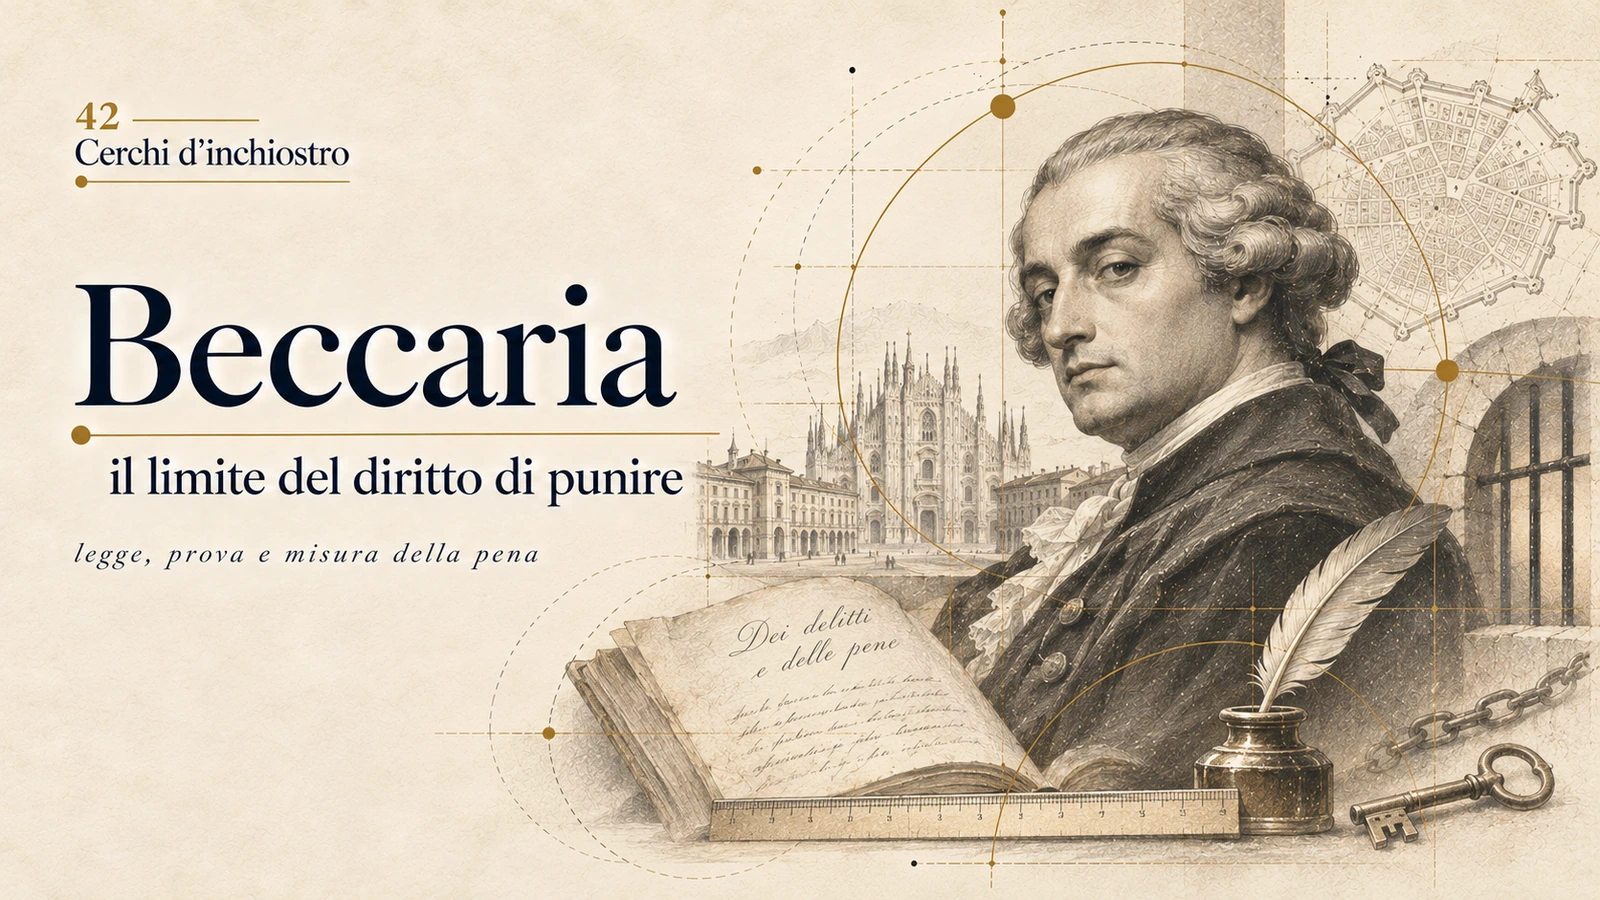 42
Cerchi d’inchiostro
Beccaria
il limite del diritto di punire
legge, prova e misura della pena
Dei delitti
e delle pene